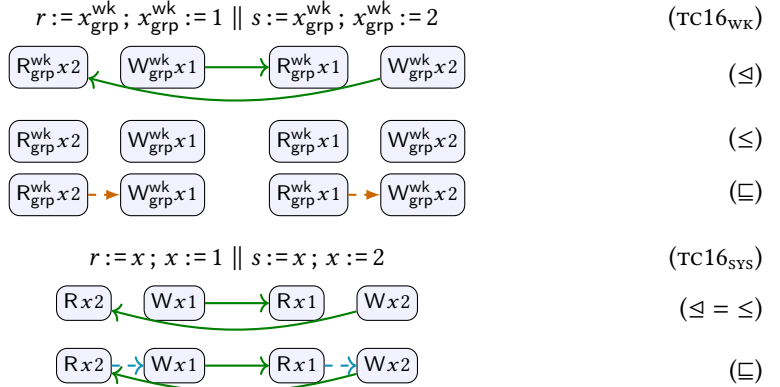 r := x^wk_grp ; x^wk_grp := 1 ∥ s := x^wk_grp ; x^wk_grp := 2 (TC16_WK)
R^wk_grp x2 W^wk_grp x1 R^wk_grp x1 W^wk_grp x2 (⊴)
R^wk_grp x2 W^wk_grp x1 R^wk_grp x1 W^wk_grp x2 (≤)
R^wk_grp x2 W^wk_grp x1 R^wk_grp x1 W^wk_grp x2 (⊑)
r := x ; x := 1 ∥ s := x ; x := 2 (TC16_SYS)
Rx2 Wx1 Rx1 Wx2 (⊴ = ≤)
Rx2 Wx1 Rx1 Wx2 (⊑)